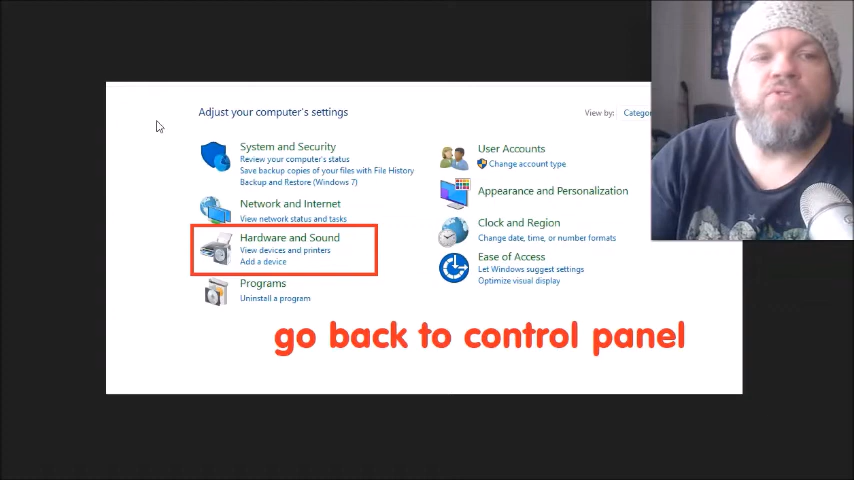 Adjust your computer's settings
View by:
System and Security
Review your computer's status
Save backup copies of your files with File History
Backup and Restore (Windows 7)
Network and Internet
View network status and tasks
Hardware and Sound
View devices and printers
Add a device
Programs
Uninstall a program
User Accounts
Change account type
Appearance and Personalization
Clock and Region
Change date, time, or number formats
Ease of Access
Let Windows suggest settings
Optimize visual display
go back to control panel